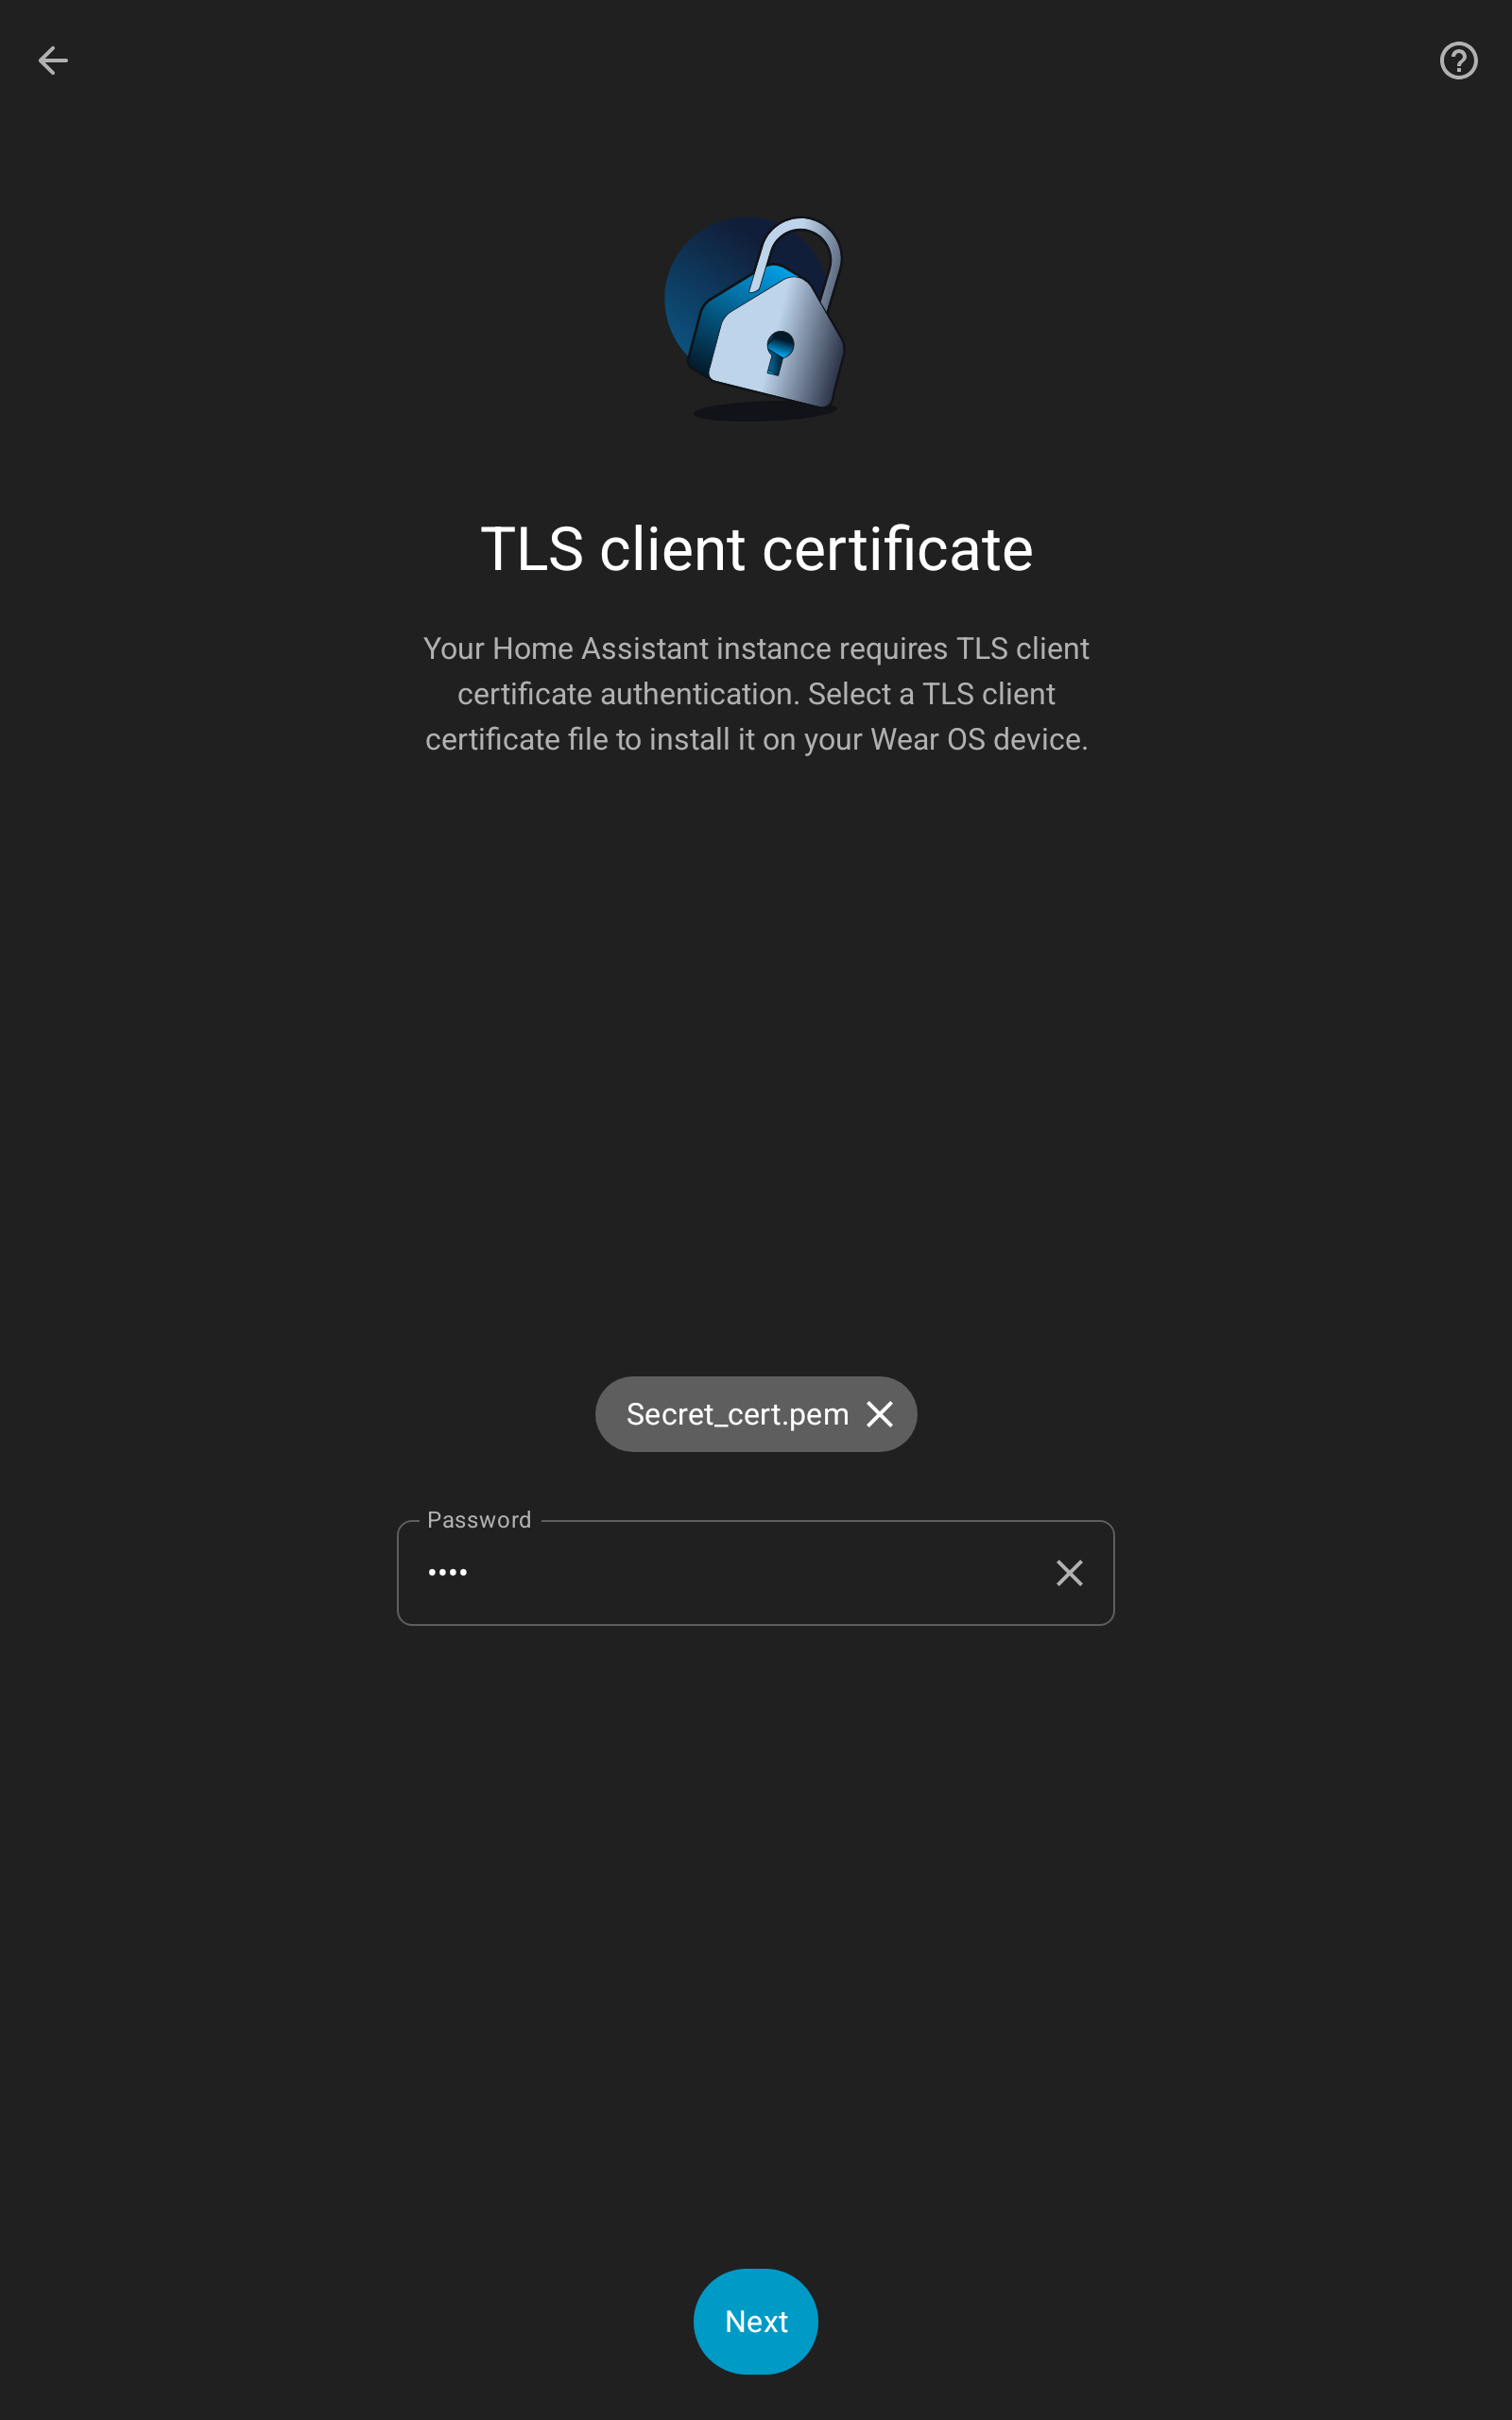 TLS client certificate
Your Home Assistant instance requires TLS client
certificate authentication. Select a TLS client
certificate file to install it on your Wear OS device.
Secret_cert.pem
Password
••••
Next